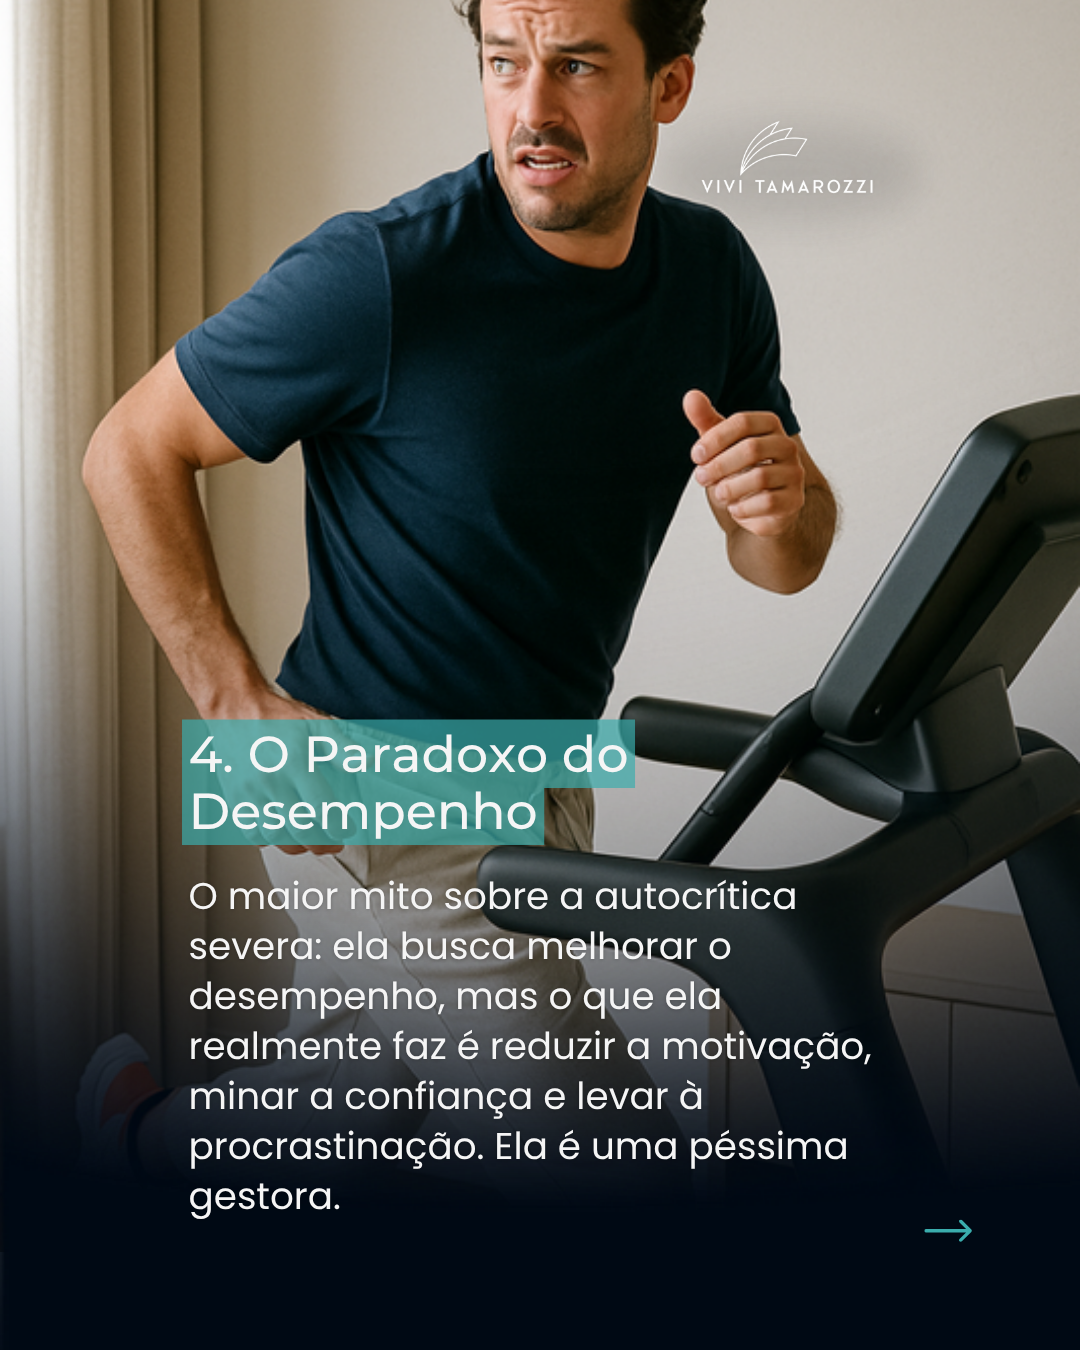 VIVI TAMAROZZI
4. O Paradoxo do
Desempenho
O maior mito sobre a autocrítica
severa: ela busca melhorar o
desempenho, mas o que ela
realmente faz é reduzir a motivação,
minar a confiança e levar à
procrastinação. Ela é uma péssima
gestora.